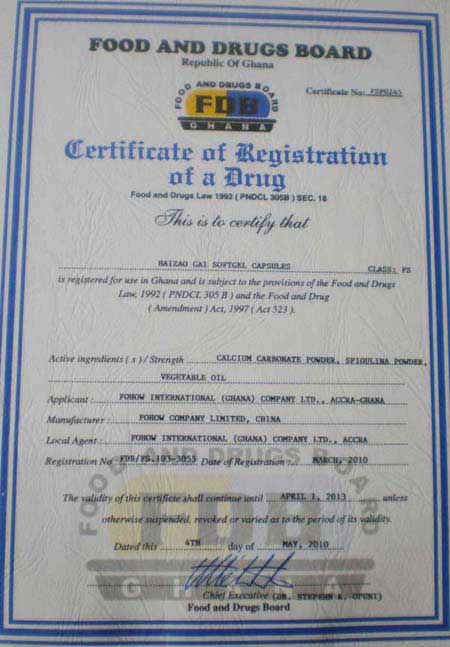 FOOD AND DRUGS BOARD
Republic Of Ghana
Certificate No: FSP0245
FOOD AND DRUGS BOARD
FDB
GHANA
Certificate of Registration
of a Drug
Food and Drugs Law 1992 ( PNDCL 305B ) SEC. 18
This is to certify that
HAIZAO GAI SOFTGEL CAPSULES CLASS: FS
is registered for use in Ghana and is subject to the provisions of the Food and Drugs
Law, 1992 ( PNDCL 305 B ) and the Food and Drug
( Amendment ) Act, 1997 ( Act 523 ).
Active ingredients ( s ) / Strength CALCIUM CARBONATE POWDER, SPIOULINA POWDER,
VEGETABLE OIL
Applicant : FOHOW INTERNATIONAL (GHANA) COMPANY LTD., ACCRA-GHANA
Manufacturer : FOHOW COMPANY LIMITED, CHINA
Local Agent : FOHOW INTERNATIONAL (GHANA) COMPANY LTD., ACCRA
Registration No FDB/FS.103-3055 Date of Registration : MARCH, 2010
The validity of this certificte shall continue until APRIL 1, 2013 unless
otherwise suspended, revoked or varied as to the period of its validity.
Dated this 4TH day of MAY, 2010
Chief Executive (DR. STEPEHN K. OPUNI)
Food and Drugs Board
FOOD AND DRUGS BOARD
FDB
GHANA